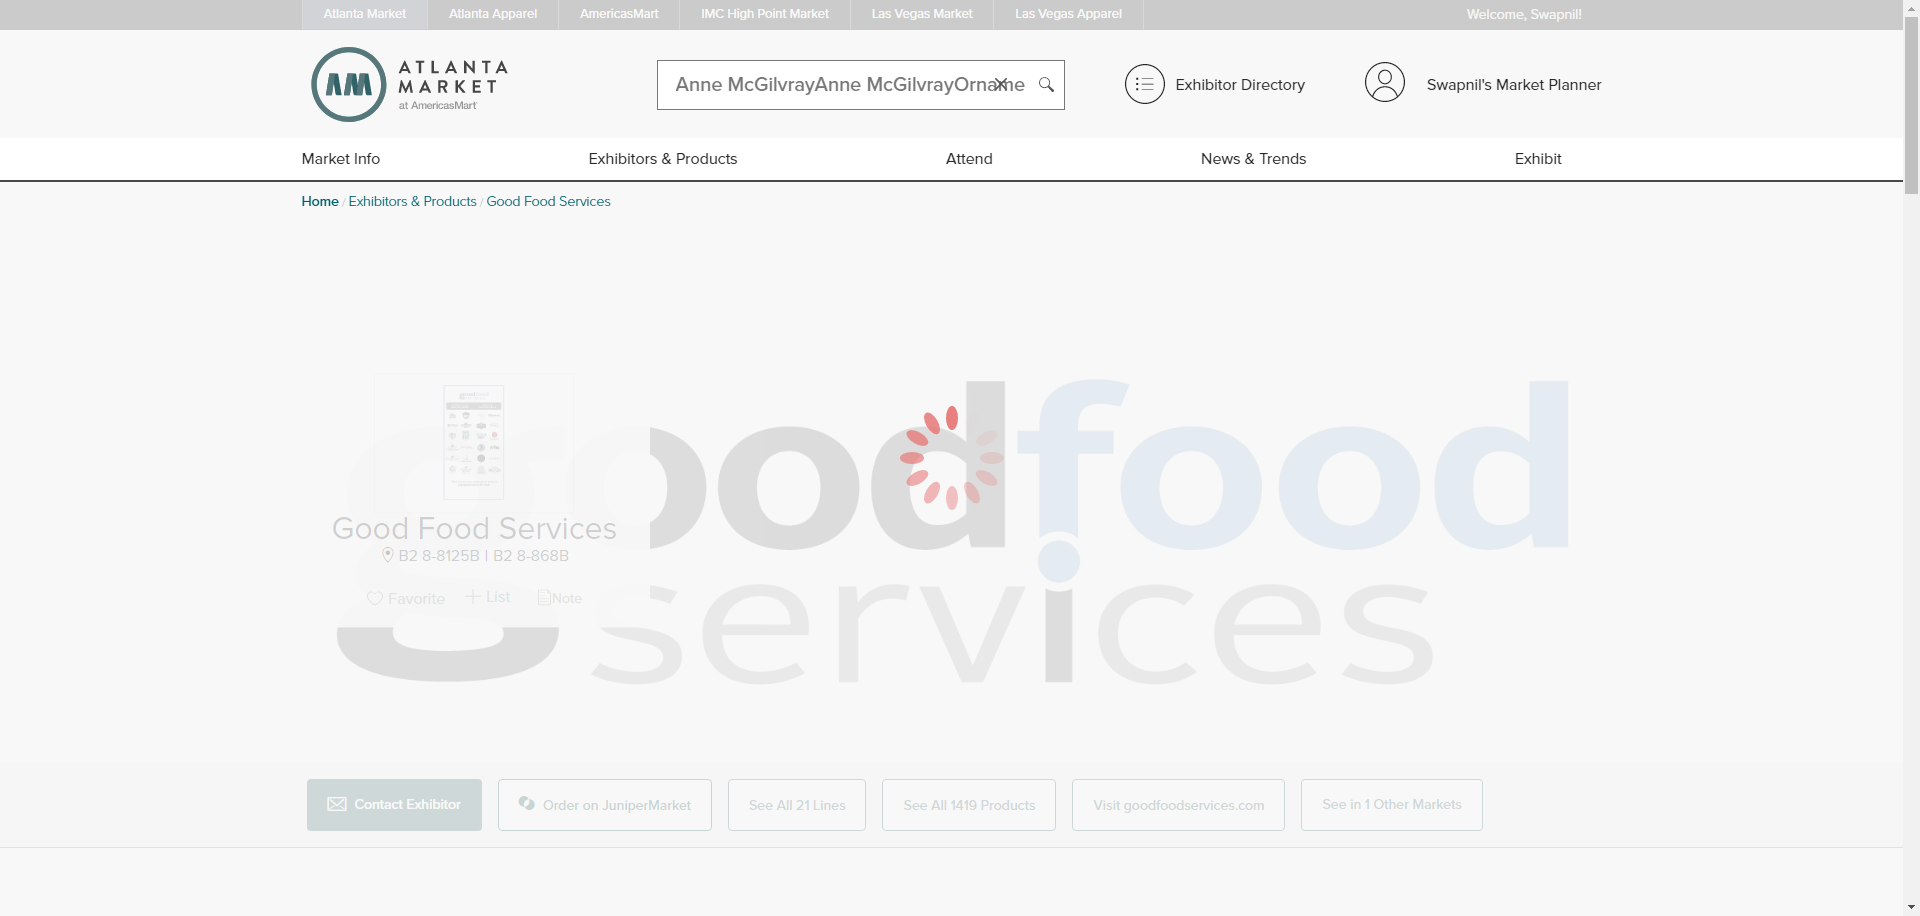 Atlanta Market Atlanta Apparel AmericasMart IMC High Point Market Las Vegas Market Las Vegas Apparel Welcome, Swapnil!
ATLANTA
MARKET
at AmericasMart
Anne McGilvrayAnne McGilvrayOrname
Exhibitor Directory
Swapnil's Market Planner
Market Info Exhibitors & Products Attend News & Trends Exhibit
Home / Exhibitors & Products / Good Food Services
goodfood
services
Good Food Services
B2 8-8125B | B2 8-868B
Favorite List Note
Contact Exhibitor Order on JuniperMarket See All 21 Lines See All 1419 Products Visit goodfoodservices.com See in 1 Other Markets